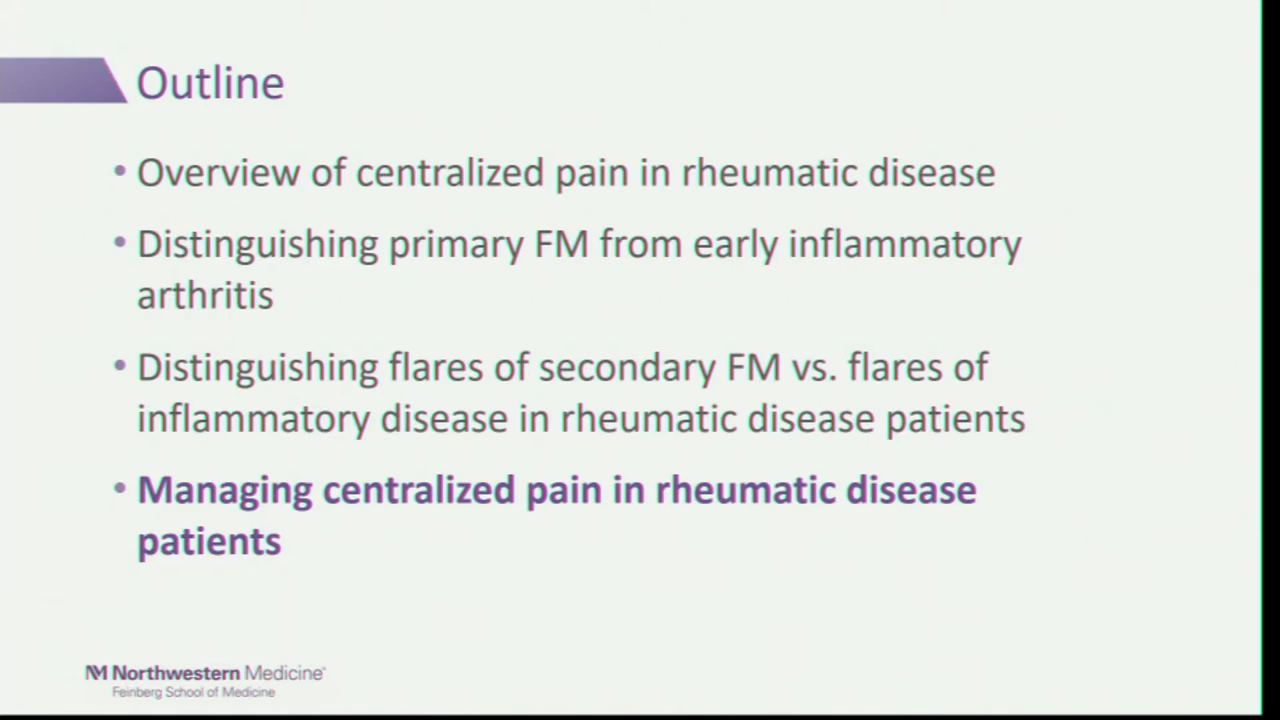 Outline
• Overview of centralized pain in rheumatic disease
• Distinguishing primary FM from early inflammatory
arthritis
• Distinguishing flares of secondary FM vs. flares of
inflammatory disease in rheumatic disease patients
• Managing centralized pain in rheumatic disease
patients
NM Northwestern Medicine®
Feinberg School of Medicine